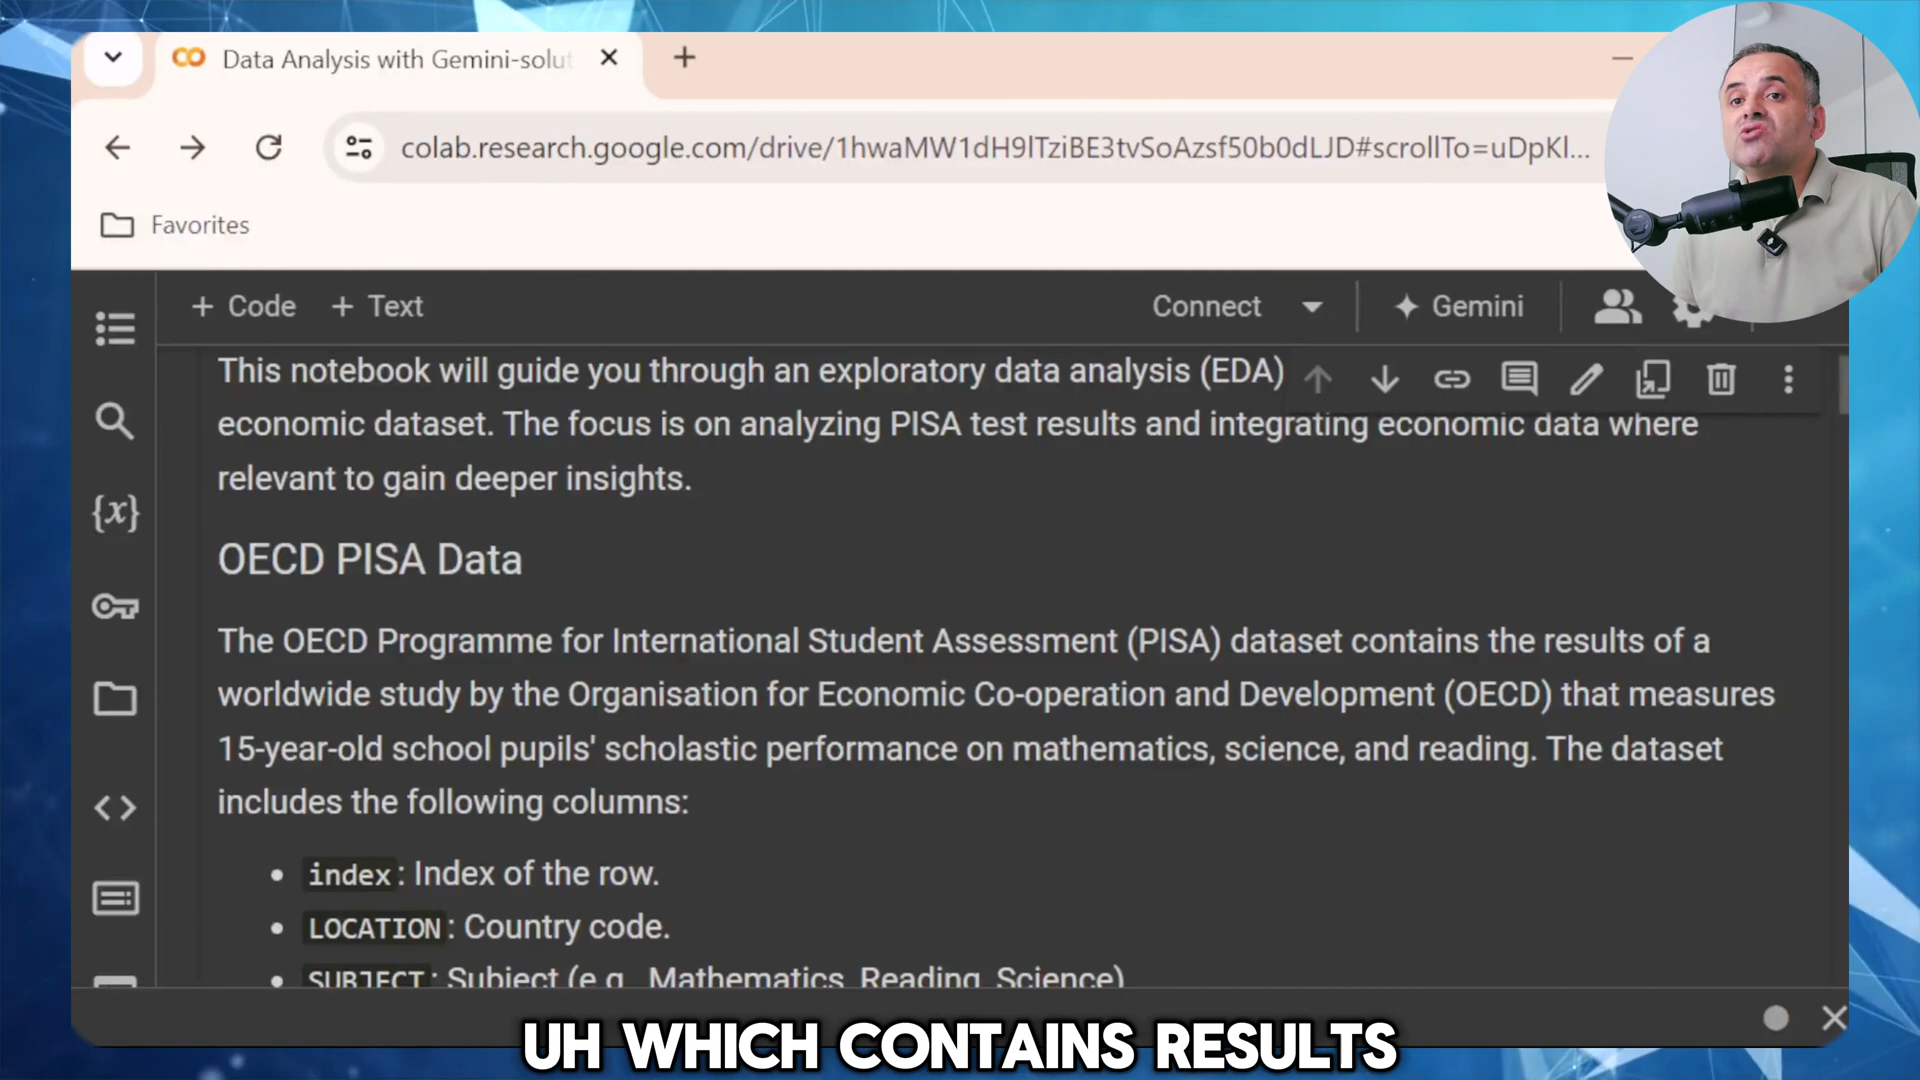 Data Analysis with Gemini-solut
colab.research.google.com/drive/1hwaMW1dH9lTziBE3tvSoAzsf50b0dLJD#scrollTo=uDpKl...
Favorites
+ Code + Text Connect Gemini
This notebook will guide you through an exploratory data analysis (EDA)
economic dataset. The focus is on analyzing PISA test results and integrating economic data where
relevant to gain deeper insights.
OECD PISA Data
The OECD Programme for International Student Assessment (PISA) dataset contains the results of a
worldwide study by the Organisation for Economic Co-operation and Development (OECD) that measures
15-year-old school pupils' scholastic performance on mathematics, science, and reading. The dataset
includes the following columns:
• index: Index of the row.
• LOCATION: Country code.
• SUBJECT: Subject (e.g., Mathematics, Reading, Science)
UH WHICH CONTAINS RESULTS